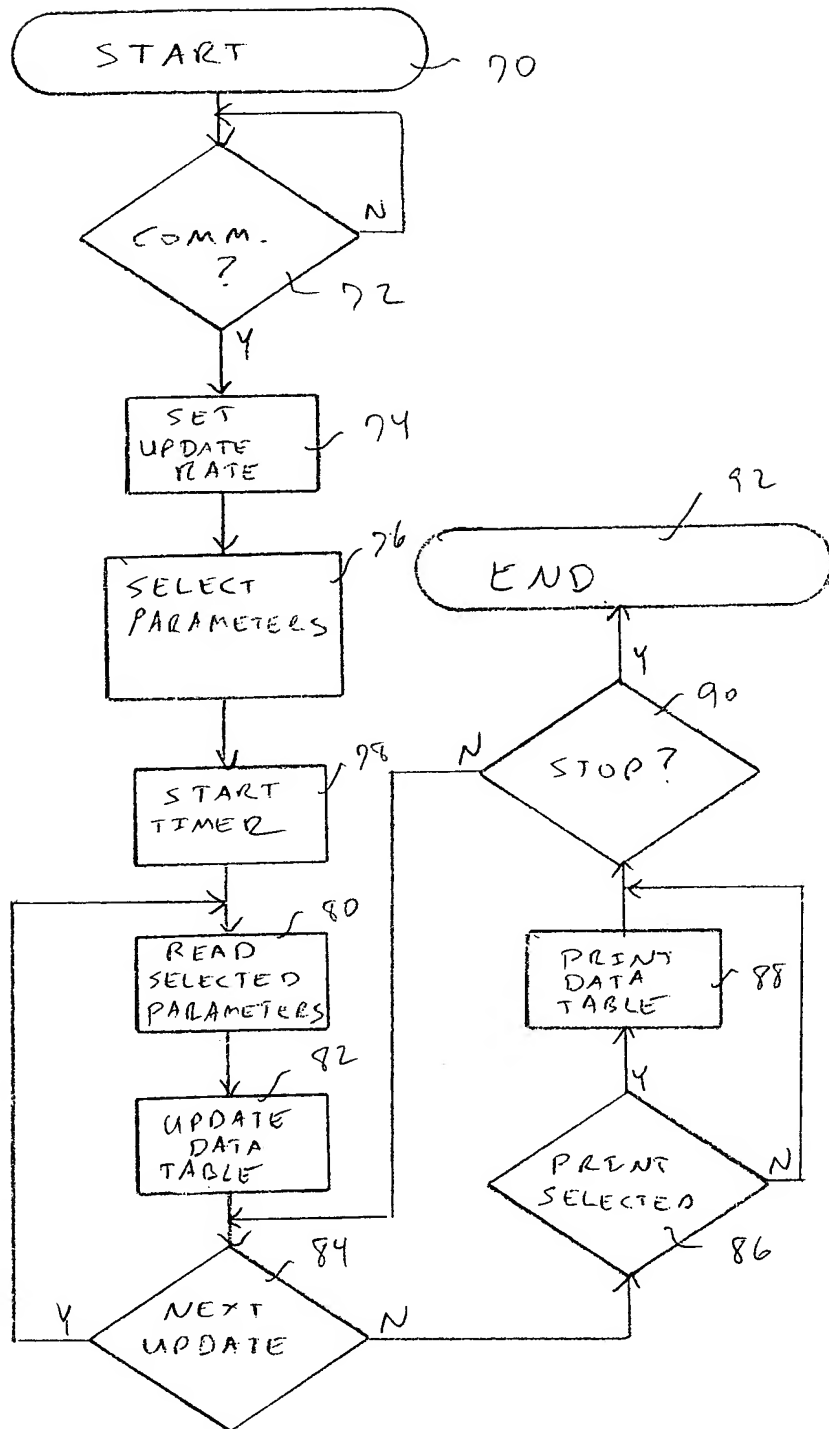 START
70
N
COMM.
?
72
Y
SET
UPDATE
RATE
74
76
SELECT
PARAMETERS
78
START
TIMER
80
READ
SELECTED
PARAMETERS
82
UPDATE
DATA
TABLE
84
Y
NEXT
UPDATE
N
92
END
Y
90
N
STOP?
PRINT
DATA
TABLE
88
Y
PRINT
SELECTED
N
86